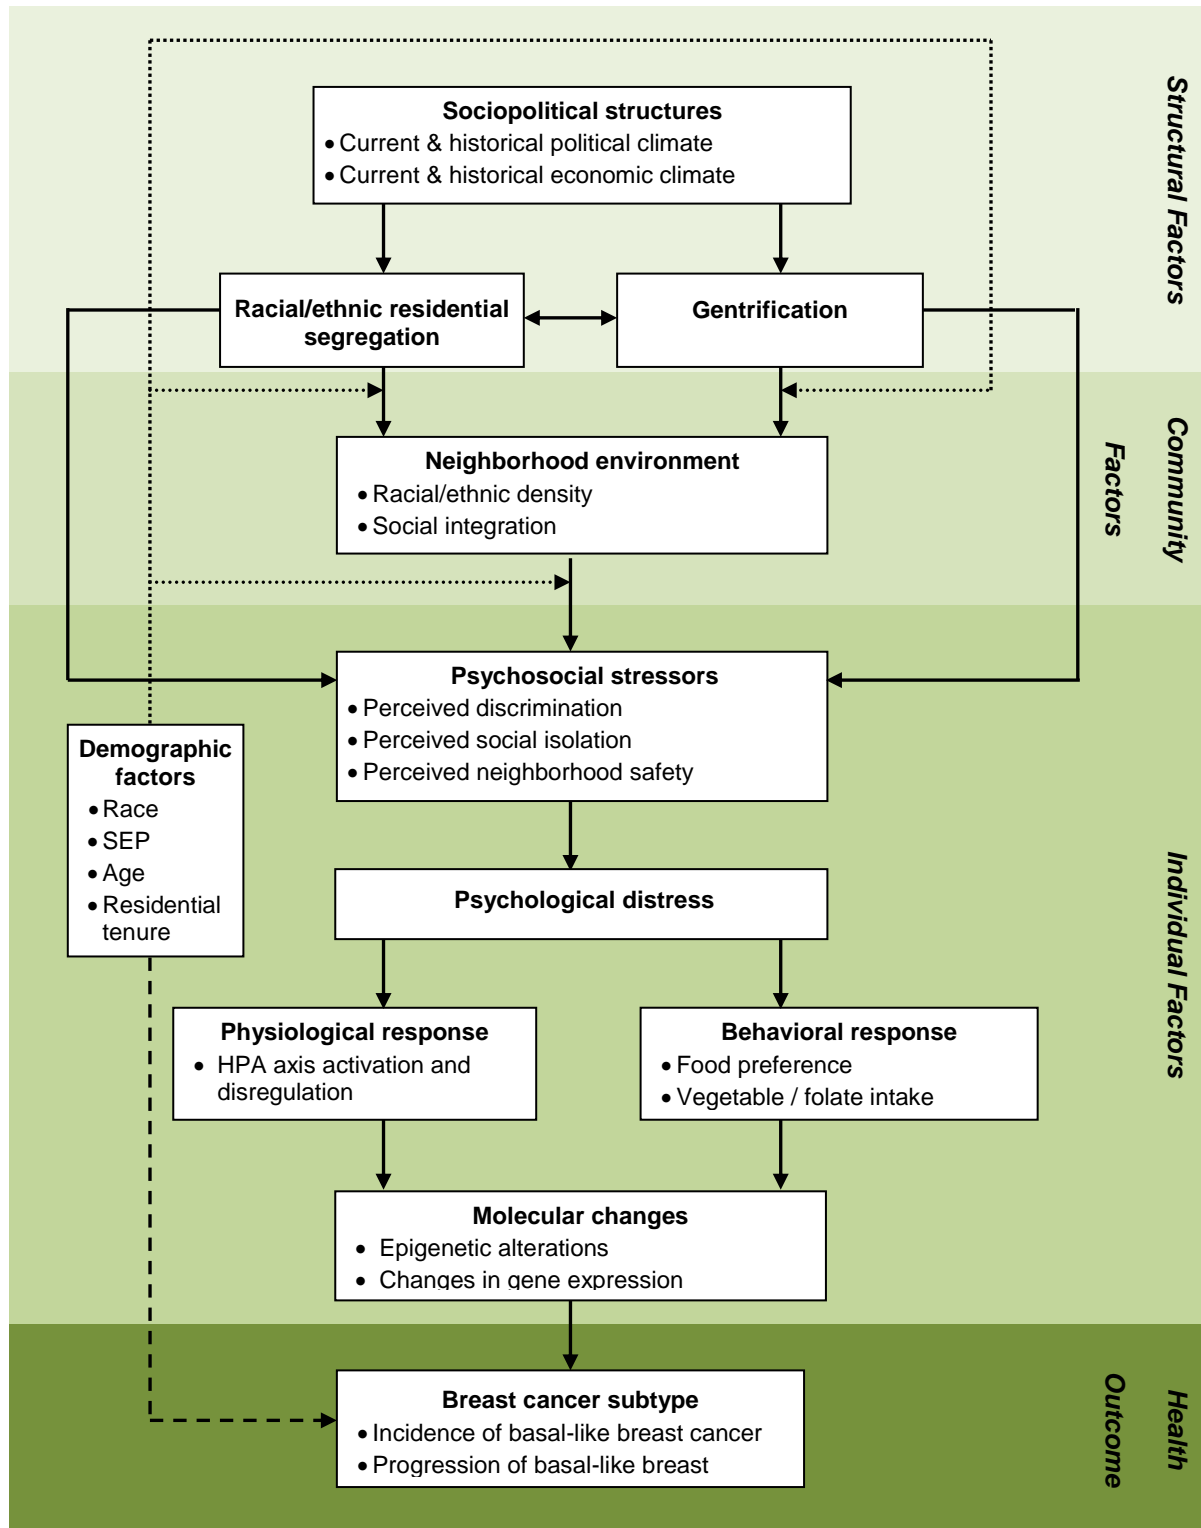 Sociopolitical structures
• Current & historical political climate
• Current & historical economic climate
Racial/ethnic residential
segregation
Gentrification
Structural Factors
Neighborhood environment
• Racial/ethnic density
• Social integration
Community
Factors
Psychosocial stressors
• Perceived discrimination
• Perceived social isolation
• Perceived neighborhood safety
Demographic
factors
• Race
• SEP
• Age
• Residential
tenure
Psychological distress
Physiological response
• HPA axis activation and
disregulation
Behavioral response
• Food preference
• Vegetable / folate intake
Molecular changes
• Epigenetic alterations
• Changes in gene expression
Individual Factors
Breast cancer subtype
• Incidence of basal-like breast cancer
• Progression of basal-like breast
Health
Outcome